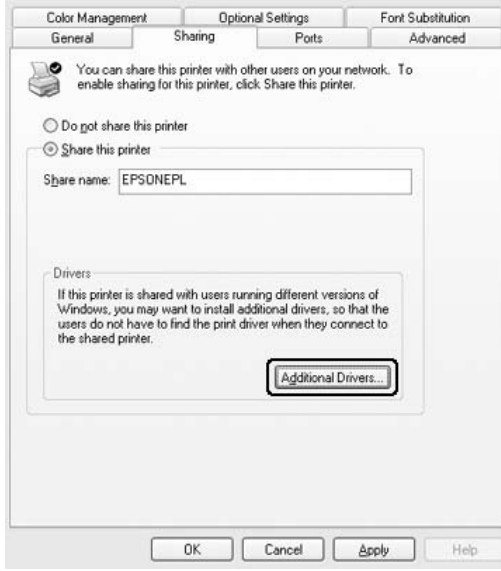 Color Management Optional Settings Font Substitution
General Sharing Ports Advanced
You can share this printer with other users on your network. To
enable sharing for this printer, click Share this printer.
Do not share this printer
Share this printer
Share name: EPSONEPL
Drivers
If this printer is shared with users running different versions of
Windows, you may want to install additional drivers, so that the
users do not have to find the print driver when they connect to
the shared printer.
Additional Drivers...
OK Cancel Apply Help